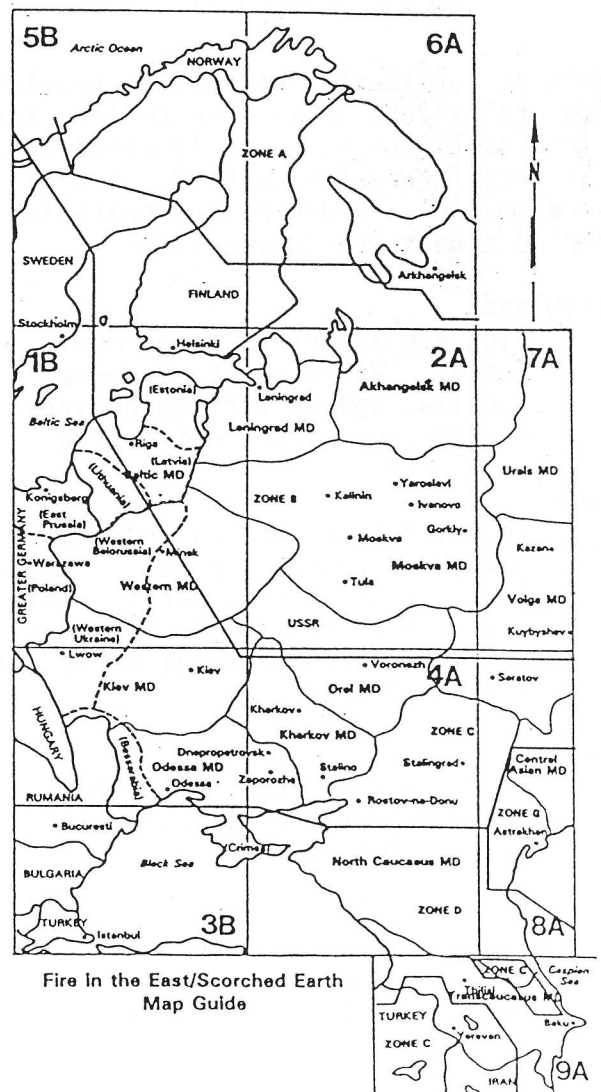 5B
Arctic Ocean
6A
NORWAY
ZONE A
N
SWEDEN
FINLAND
Arkhangelsk
Stockholm
Helsinki
1B
2A
7A
(Estonia)
Leningrad
Akhangelsk MD
Baltic Sea
Leningrad MD
Riga
(Latvia)
Baltic MD
(Lithuania)
Urals MD
Konigsberg
ZONE B
Yaroslavl
Kalinin
Ivanovo
(East
Prussia)
Gorkiy
(Western
Belorussia)
Minsk
Moskva
Kazan
Warszawa
Moskva MD
GREATER GERMANY
(Poland)
Western MD
Tula
Volga MD
USSR
(Western
Ukraine)
Kuybyshev
Lwow
Kiev
Voronezh
4A
Saratov
Kiev MD
Orel MD
HUNGARY
Kharkov
Kharkov MD
ZONE C
(Bessarabia)
Dnepropetrovsk
Odessa MD
Stalino
Stalingrad
Central
Asian MD
Zaporozhe
Odessa
RUMANIA
Rostov-na-Donu
ZONE G
Bucuresti
Astrakhan
(Crimea)
Black Sea
North Caucasus MD
BULGARIA
ZONE D
TURKEY
3B
8A
Istanbul
Fire in the East/Scorched Earth
Map Guide
ZONE C
Caspian
Sea
Tbilisi
Transcaucasus MD
TURKEY
Baku
Yerevan
ZONE C
IRAN
9A